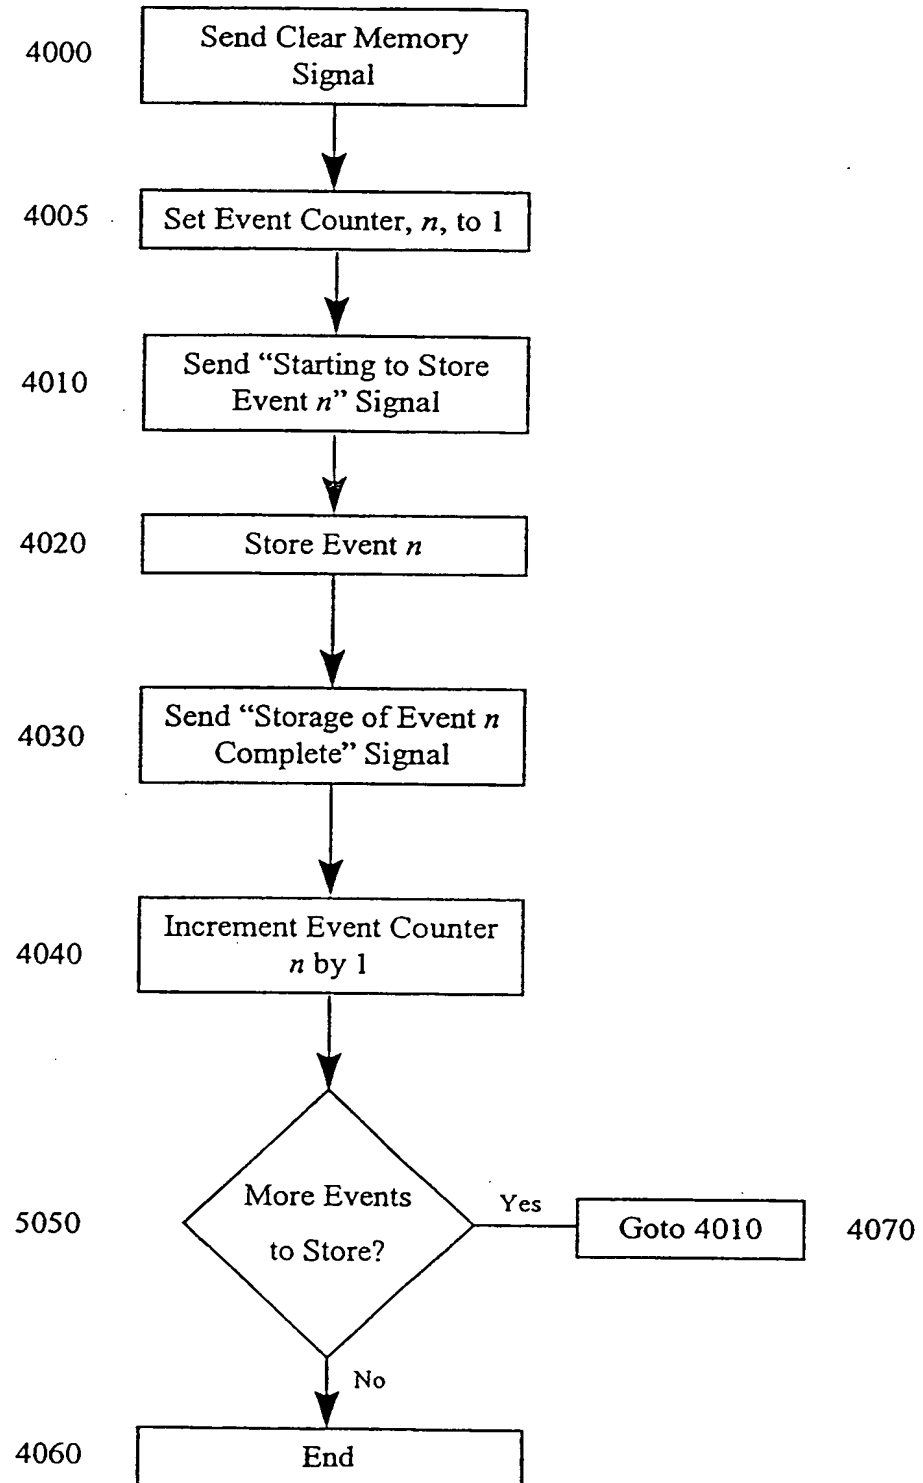 4000
Send Clear Memory
Signal
4005
Set Event Counter, n, to 1
4010
Send “Starting to Store
Event n” Signal
4020
Store Event n
4030
Send “Storage of Event n
Complete” Signal
4040
Increment Event Counter
n by 1
5050
More Events
to Store?
Yes
Goto 4010
4070
No
4060
End